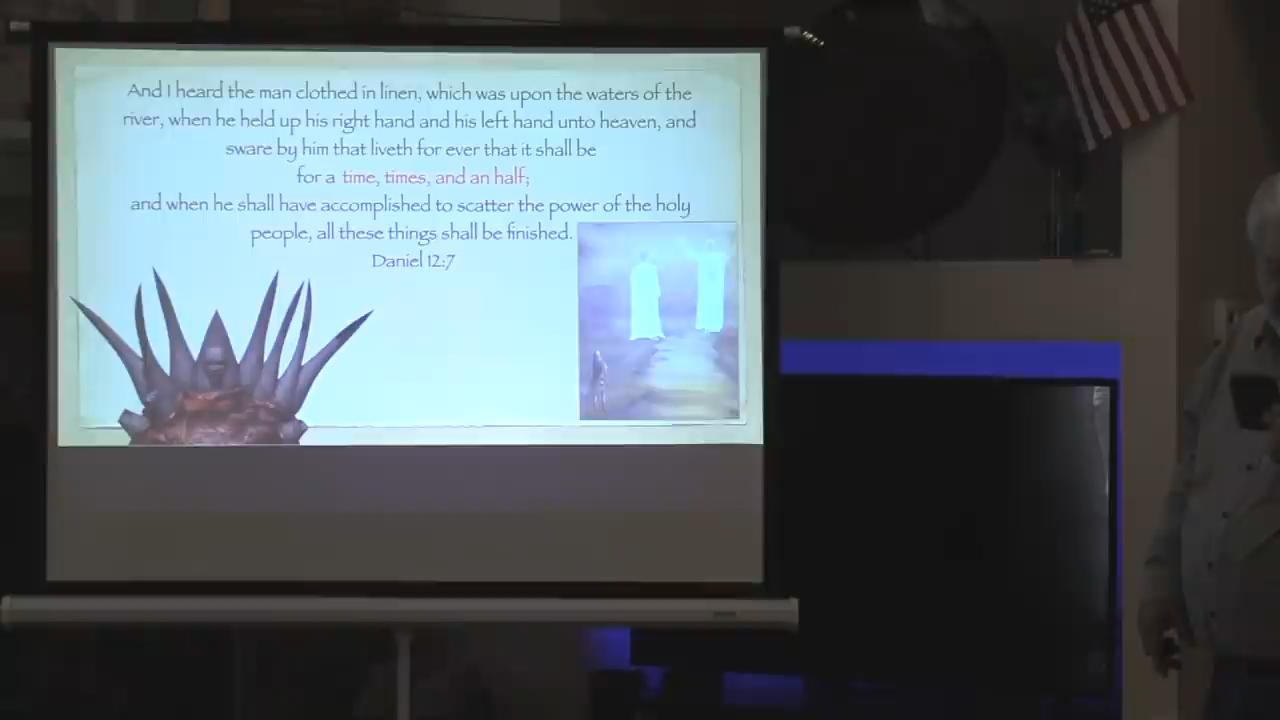 And I heard the man clothed in linen, which was upon the waters of the
river, when he held up his right hand and his left hand unto heaven, and
sware by him that liveth for ever that it shall be
for a time, times, and an half;
and when he shall have accomplished to scatter the power of the holy
people, all these things shall be finished.
Daniel 12:7